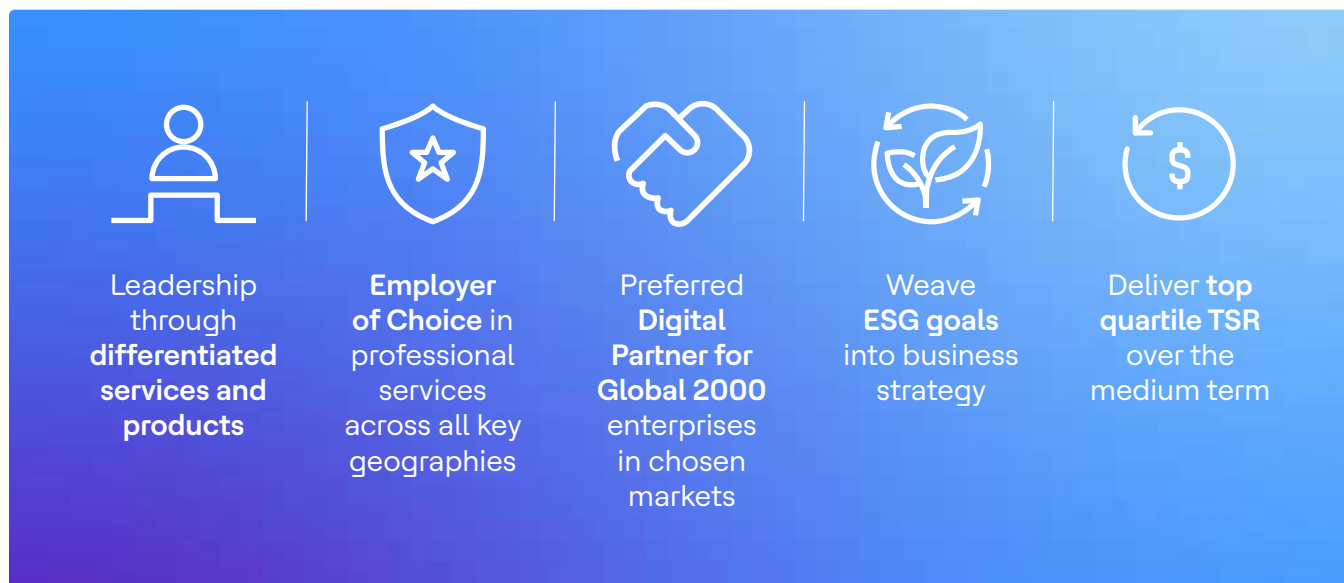 Leadership
through
differentiated
services and
products
Employer
of Choice in
professional
services
across all key
geographies
Preferred
Digital
Partner for
Global 2000
enterprises
in chosen
markets
Weave
ESG goals
into business
strategy
$
Deliver top
quartile TSR
over the
medium term